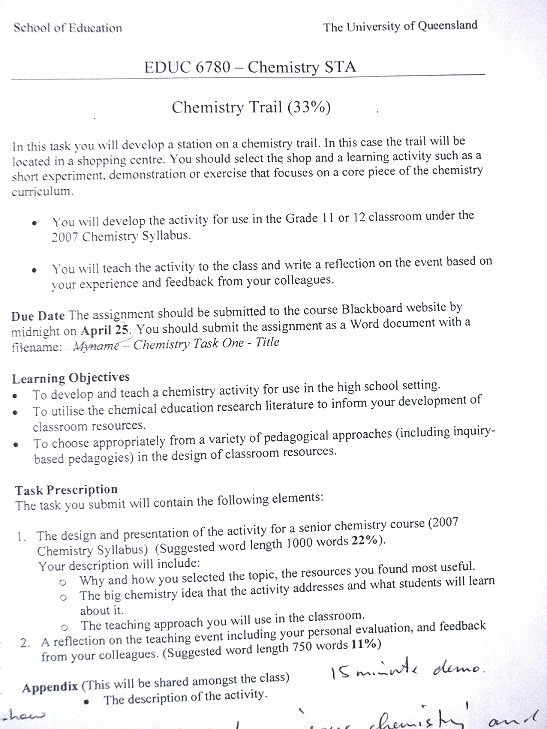 School of Education The University of Queensland
EDUC 6780 – Chemistry STA
Chemistry Trail (33%)
In this task you will develop a station on a chemistry trail. In this case the trail will be
located in a shopping centre. You should select the shop and a learning activity such as a
short experiment, demonstration or exercise that focuses on a core piece of the chemistry
curriculum.
• You will develop the activity for use in the Grade 11 or 12 classroom under the
2007 Chemistry Syllabus.
• You will teach the activity to the class and write a reflection on the event based on
your experience and feedback from your colleagues.
Due Date The assignment should be submitted to the course Blackboard website by
midnight on April 25. You should submit the assignment as a Word document with a
filename: Myname – Chemistry Task One - Title
Learning Objectives
• To develop and teach a chemistry activity for use in the high school setting.
• To utilise the chemical education research literature to inform your development of
classroom resources.
• To choose appropriately from a variety of pedagogical approaches (including inquiry-
based pedagogies) in the design of classroom resources.
Task Prescription
The task you submit will contain the following elements:
1. The design and presentation of the activity for a senior chemistry course (2007
Chemistry Syllabus) (Suggested word length 1000 words 22%).
Your description will include:
o Why and how you selected the topic, the resources you found most useful.
o The big chemistry idea that the activity addresses and what students will learn
about it.
o The teaching approach you will use in the classroom.
2. A reflection on the teaching event including your personal evaluation, and feedback
from your colleagues. (Suggested word length 750 words 11%)
15 minute demo.
Appendix (This will be shared amongst the class)
• The description of the activity.
chemistry' and